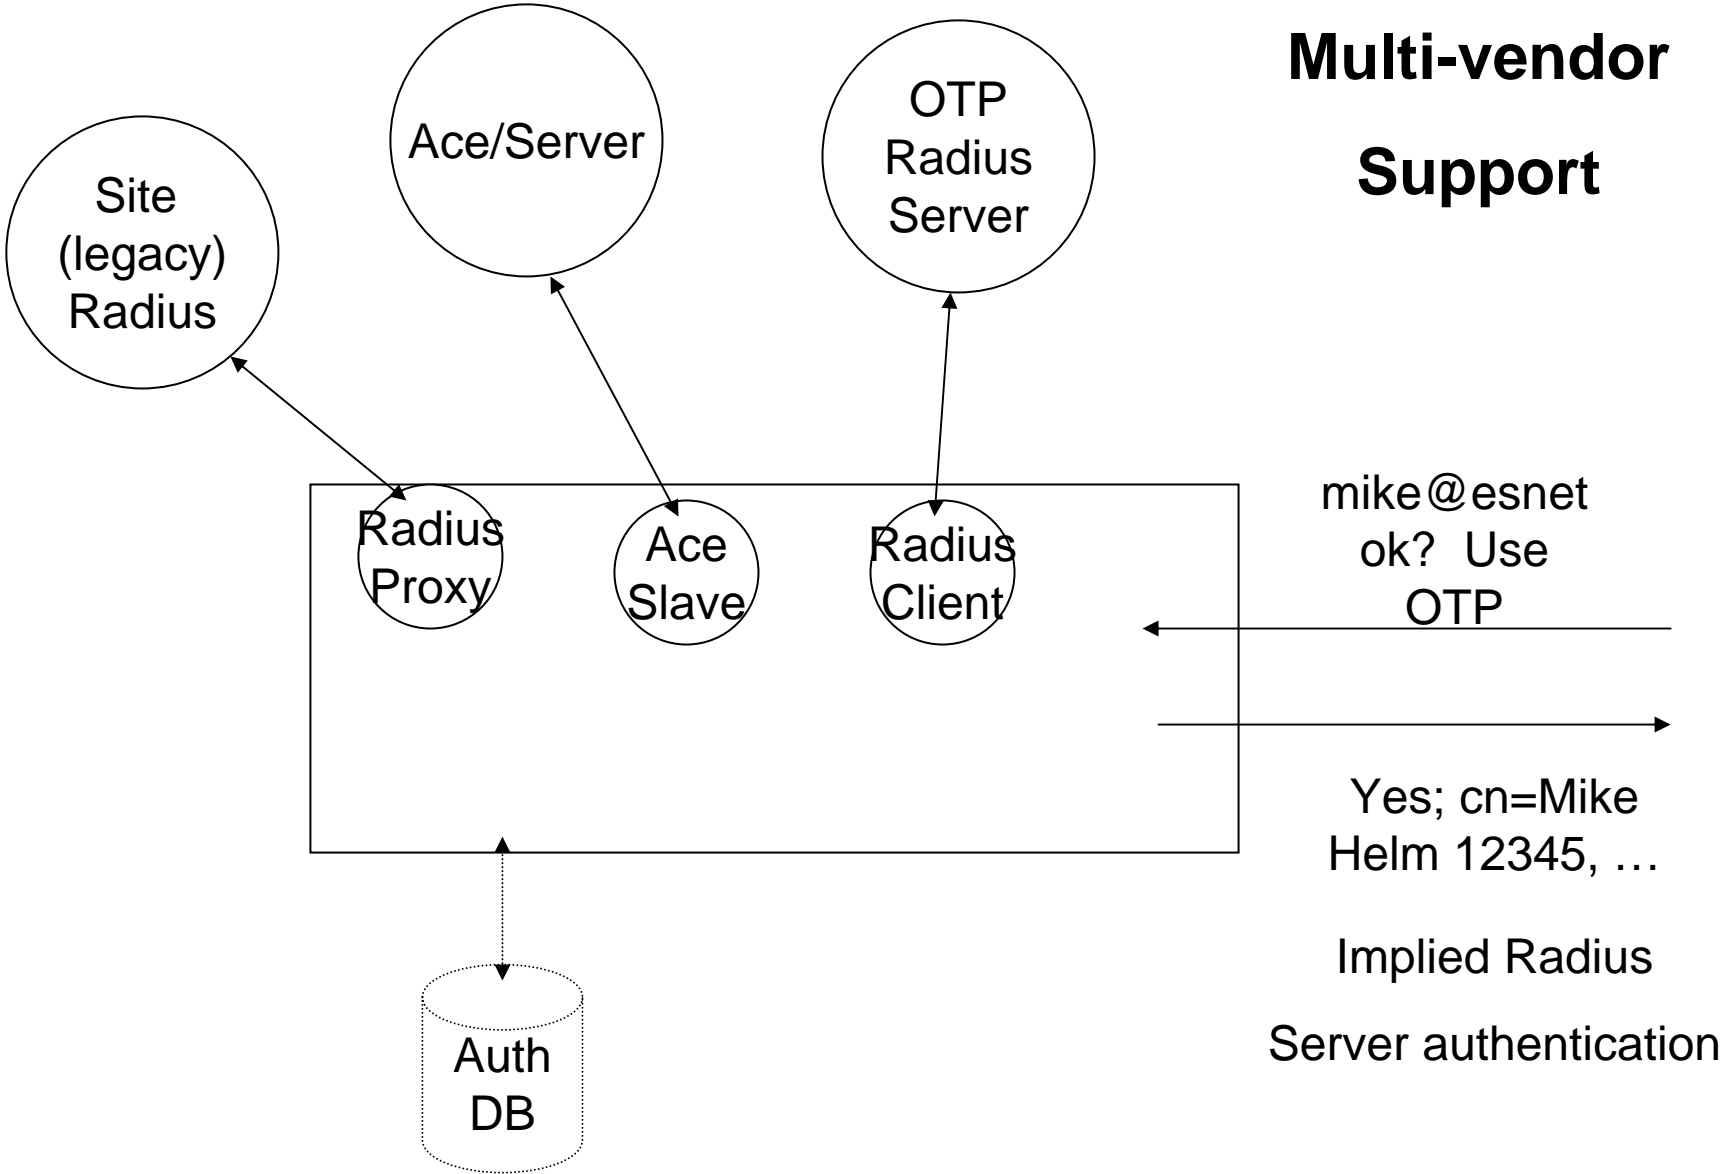 Multi-vendor
Support
Site
(legacy)
Radius
Ace/Server
OTP
Radius
Server
Radius
Proxy
Ace
Slave
Radius
Client
mike@esnet
ok? Use
OTP
Yes; cn=Mike
Helm 12345, …
Implied Radius
Server authentication
Auth
DB